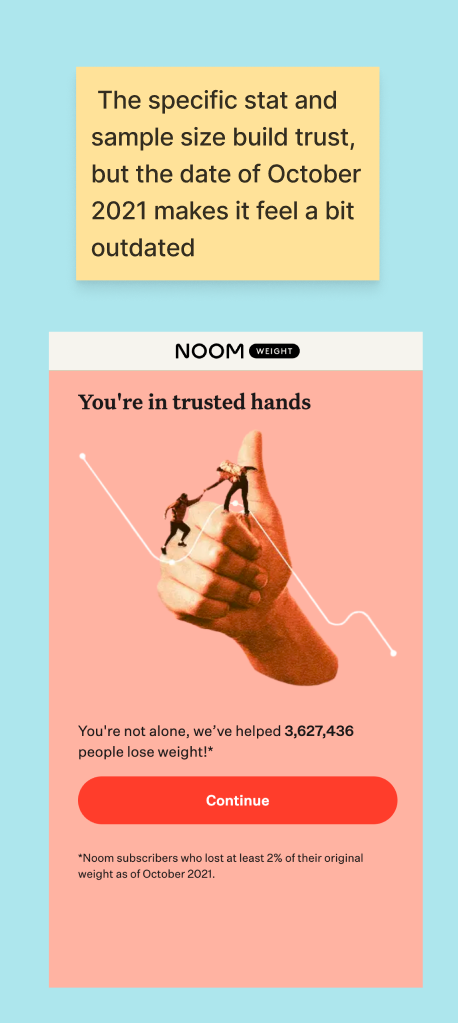 The specific stat and
sample size build trust,
but the date of October
2021 makes it feel a bit
outdated
NOOM WEIGHT
You're in trusted hands
You're not alone, we’ve helped 3,627,436
people lose weight!*
Continue
*Noom subscribers who lost at least 2% of their original
weight as of October 2021.